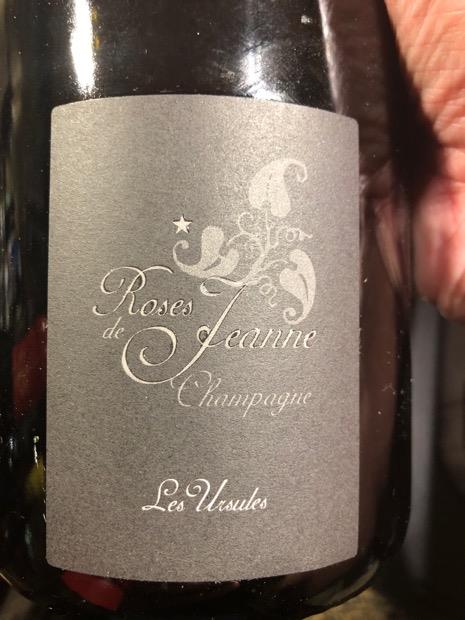 Roses
de Jeanne
Champagne
Les Ursules